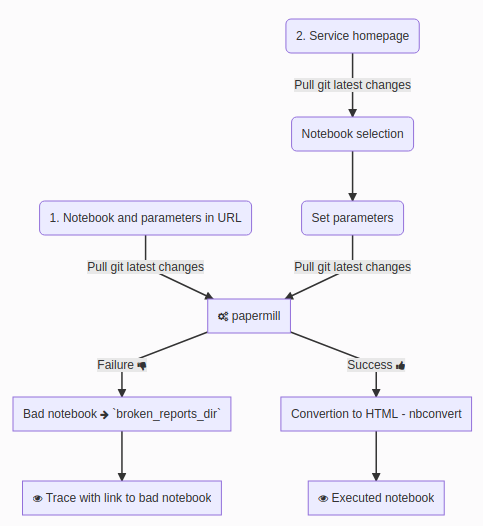 2. Service homepage
Pull git latest changes
Notebook selection
1. Notebook and parameters in URL
Set parameters
Pull git latest changes
Pull git latest changes
papermill
Failure
Success
Bad notebook → `broken_reports_dir`
Convertion to HTML - nbconvert
Trace with link to bad notebook
Executed notebook